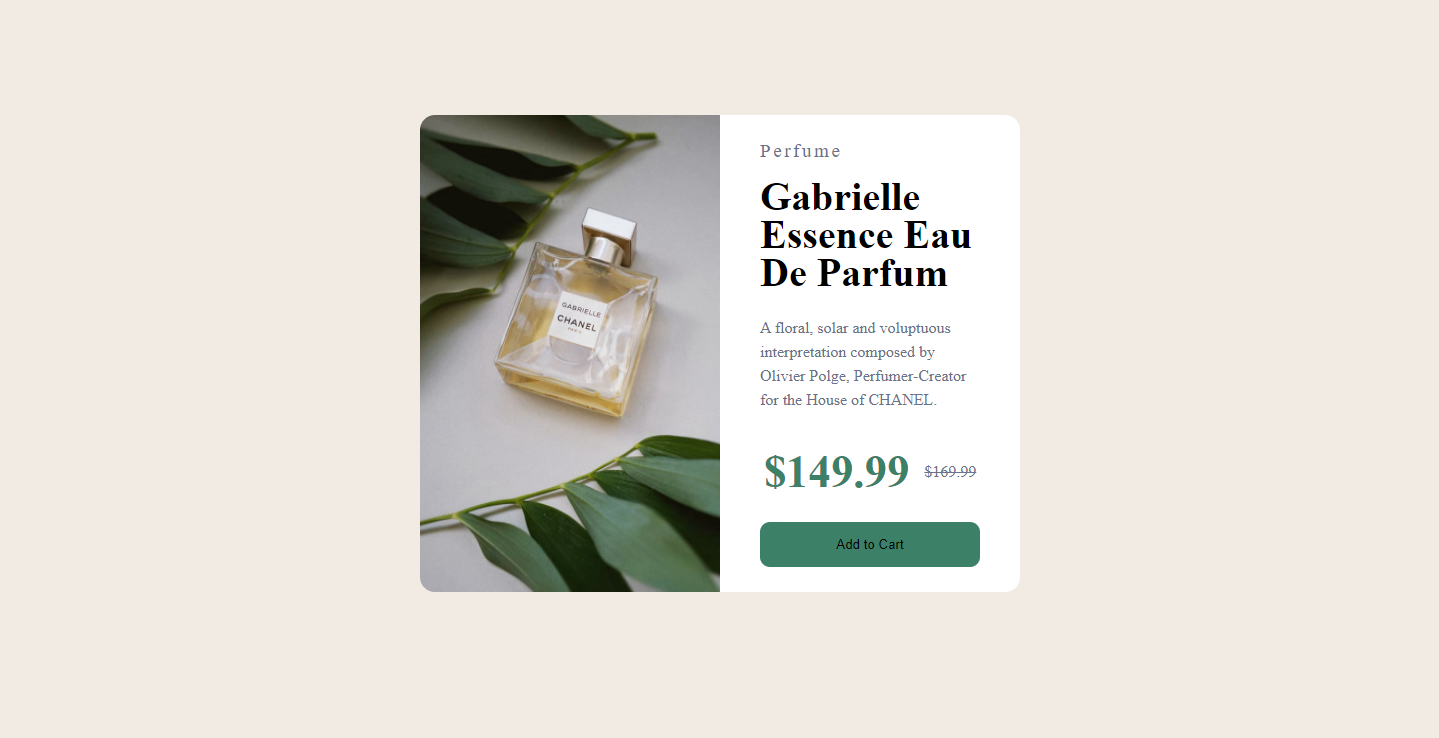 GABRIELLE
CHANEL
PARIS
Perfume
Gabrielle
Essence Eau
De Parfum
A floral, solar and voluptuous
interpretation composed by
Olivier Polge, Perfumer-Creator
for the House of CHANEL.
$149.99 $169.99
Add to Cart